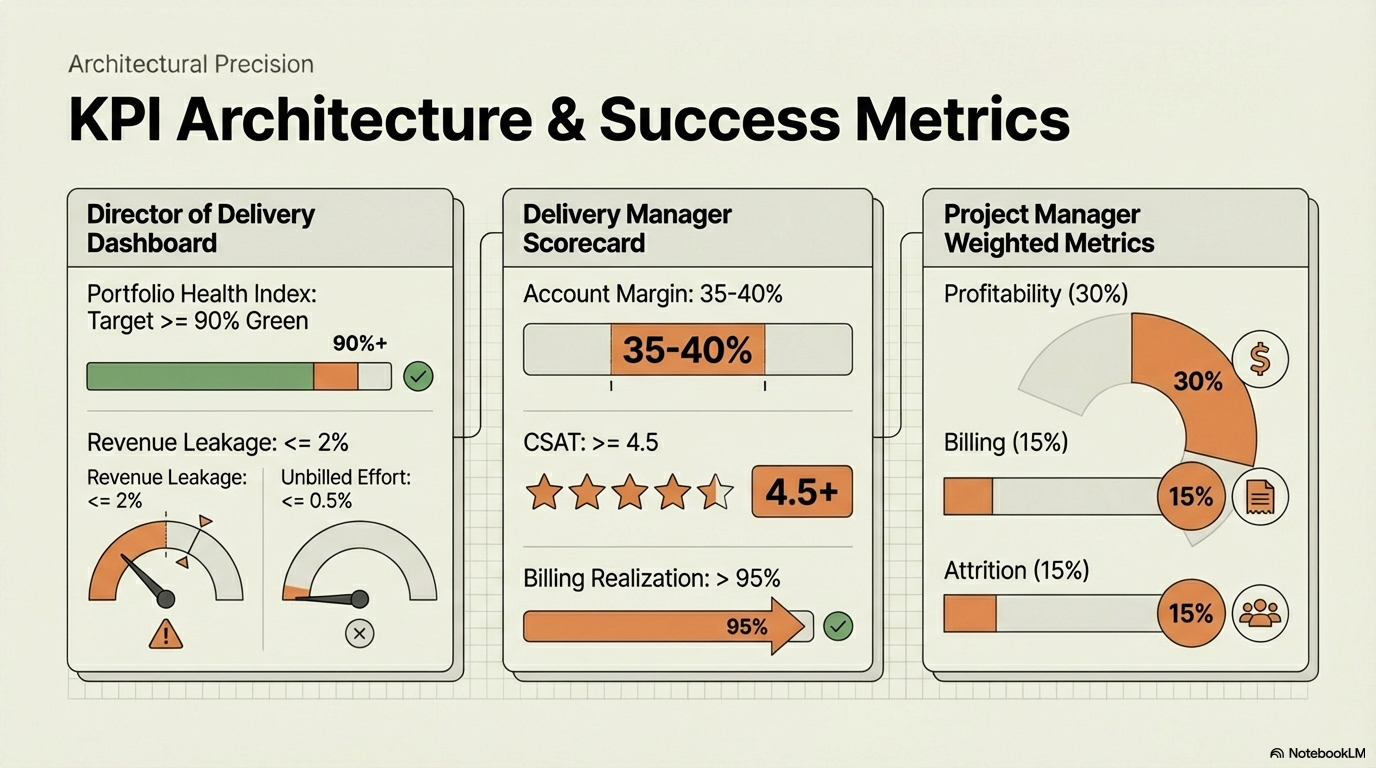 Architectural Precision
KPI Architecture & Success Metrics
Director of Delivery
Dashboard
Portfolio Health Index:
Target >= 90% Green
90%+
Revenue Leakage: <= 2%
Revenue Leakage:
<= 2%
Unbilled Effort:
<= 0.5%
Delivery Manager
Scorecard
Account Margin: 35-40%
35-40%
CSAT: >= 4.5
4.5+
Billing Realization: > 95%
95%
Project Manager
Weighted Metrics
Profitability (30%)
30%
$
Billing (15%)
15%
Attrition (15%)
15%
NotebookLM